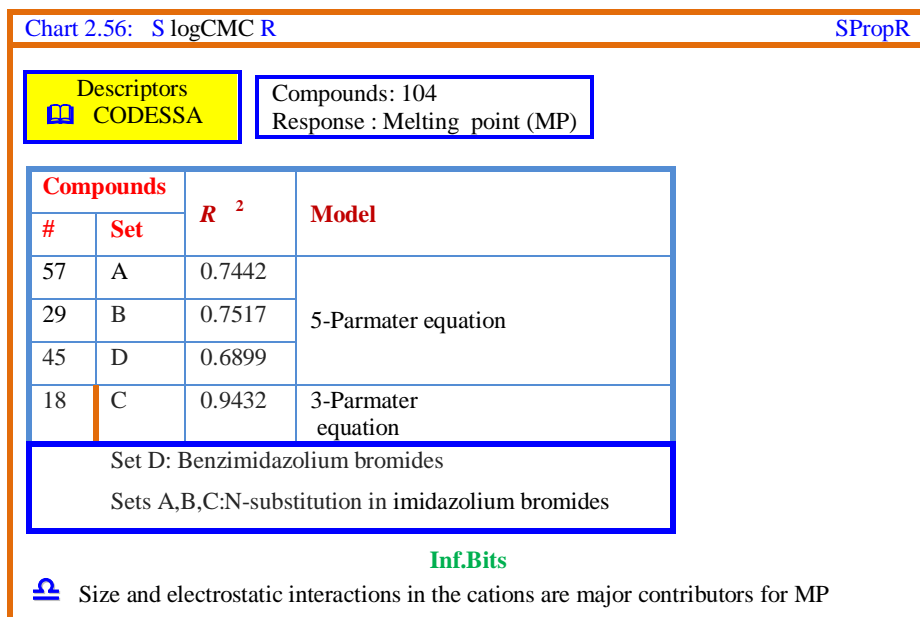 Chart 2.56: S logCMC R SPropR
Descriptors
CODESSA
Compounds: 104
Response : Melting point (MP)
Compounds R 2 Model
# Set
57 A 0.7442
29 B 0.7517 5-Parmater equation
45 D 0.6899
18 C 0.9432 3-Parmater
equation
Set D: Benzimidazolium bromides
Sets A,B,C:N-substitution in imidazolium bromides
Inf.Bits
Size and electrostatic interactions in the cations are major contributors for MP